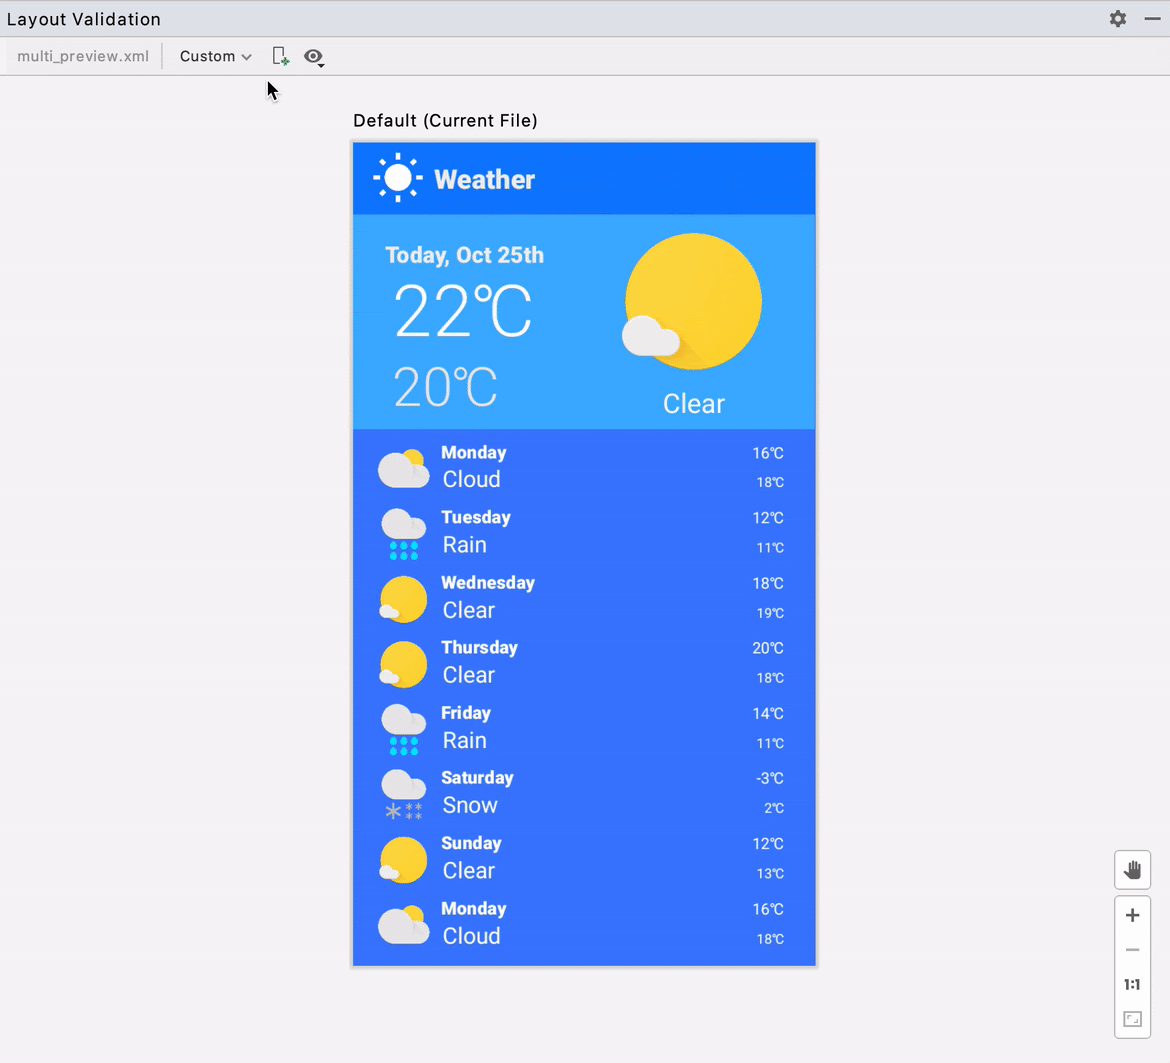 Layout Validation
multi_preview.xml Custom
Default (Current File)
Weather
Today, Oct 25th
22℃
20℃
Clear
Monday 16℃
Cloud 18℃
Tuesday 12℃
Rain 11℃
Wednesday 18℃
Clear 19℃
Thursday 20℃
Clear 18℃
Friday 14℃
Rain 11℃
Saturday -3℃
Snow 2℃
Sunday 12℃
Clear 13℃
Monday 16℃
Cloud 18℃
1:1